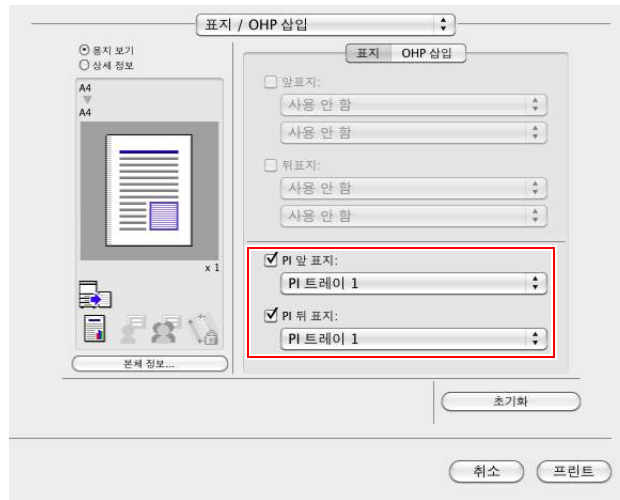 표지 / OHP 삽입
용지 보기
상세 정보
A4
A4
x 1
본체 정보...
표지
OHP 삽입
앞표지:
사용 안 함
사용 안 함
뒤표지:
사용 안 함
사용 안 함
PI 앞 표지:
PI 트레이 1
PI 뒤 표지:
PI 트레이 1
초기화
취소
프린트